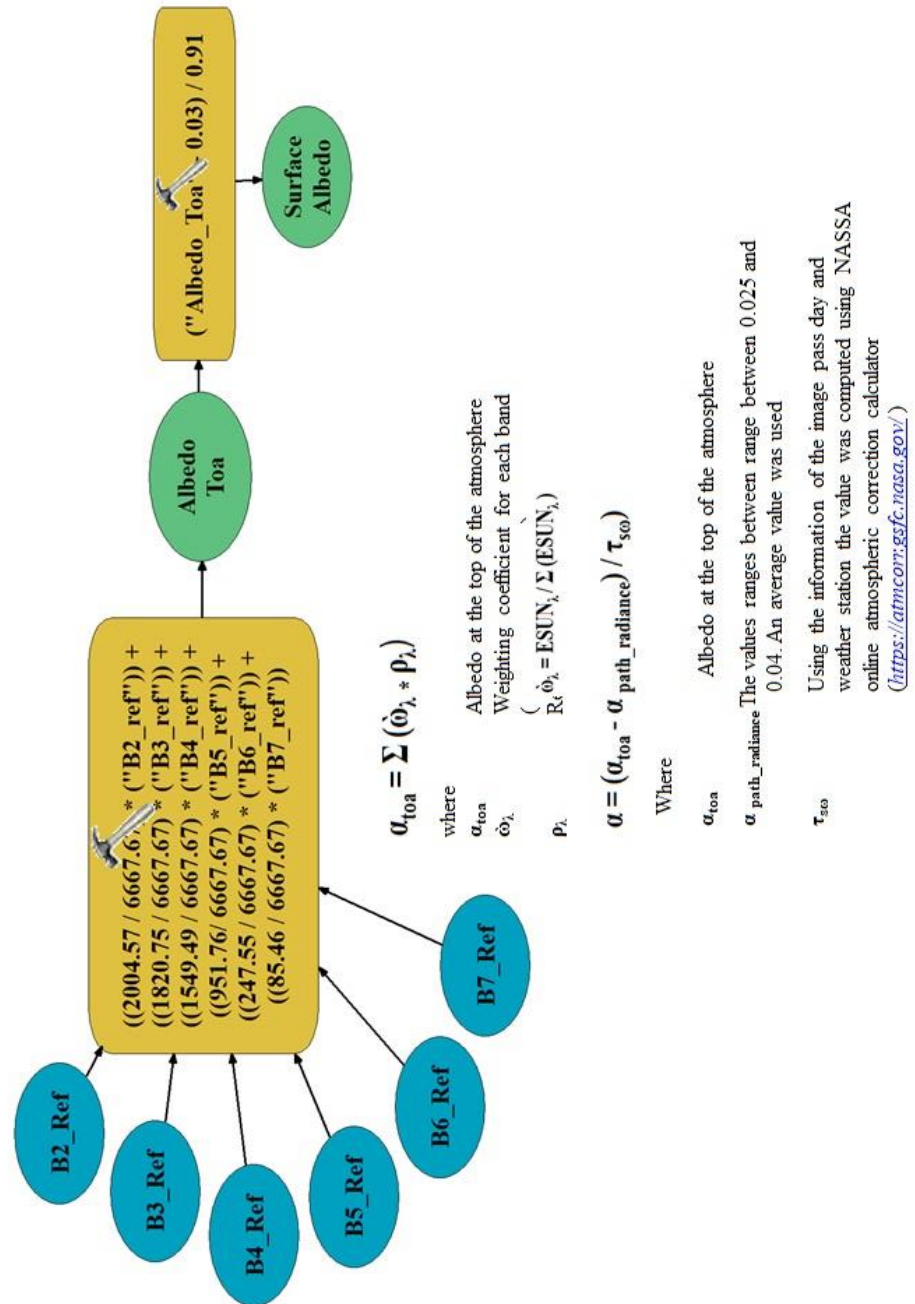 B2_Ref
B3_Ref
B4_Ref
B5_Ref
B6_Ref
B7_Ref
((2004.57 / 6667.67) * ("B2_ref")) +
((1820.75 / 6667.67) * ("B3_ref")) +
((1549.49 / 6667.67) * ("B4_ref")) +
((951.76/ 6667.67) * ("B5_ref")) +
((247.55 / 6667.67) * ("B6_ref")) +
((85.46 / 6667.67) * ("B7_ref"))
Albedo
Toa
("Albedo_Toa" - 0.03) / 0.91
Surface
Albedo
α_toa = Σ (ὼ_λ * ρ_λ)
where
α_toa Albedo at the top of the atmosphere
ὼ_λ Weighting coefficient for each band
( ὼ_λ = ESUN_λ / Σ (ESUN_λ)
ρ_λ
α = (α_toa - α path_radiance) / τ_sω
Where
α_toa Albedo at the top of the atmosphere
α path_radiance The values ranges between range between 0.025 and
0.04. An average value was used
τ_sω Using the information of the image pass day and
weather station the value was computed using NASSA
online atmospheric correction calculator
(https://atmcorr.gsfc.nasa.gov/)